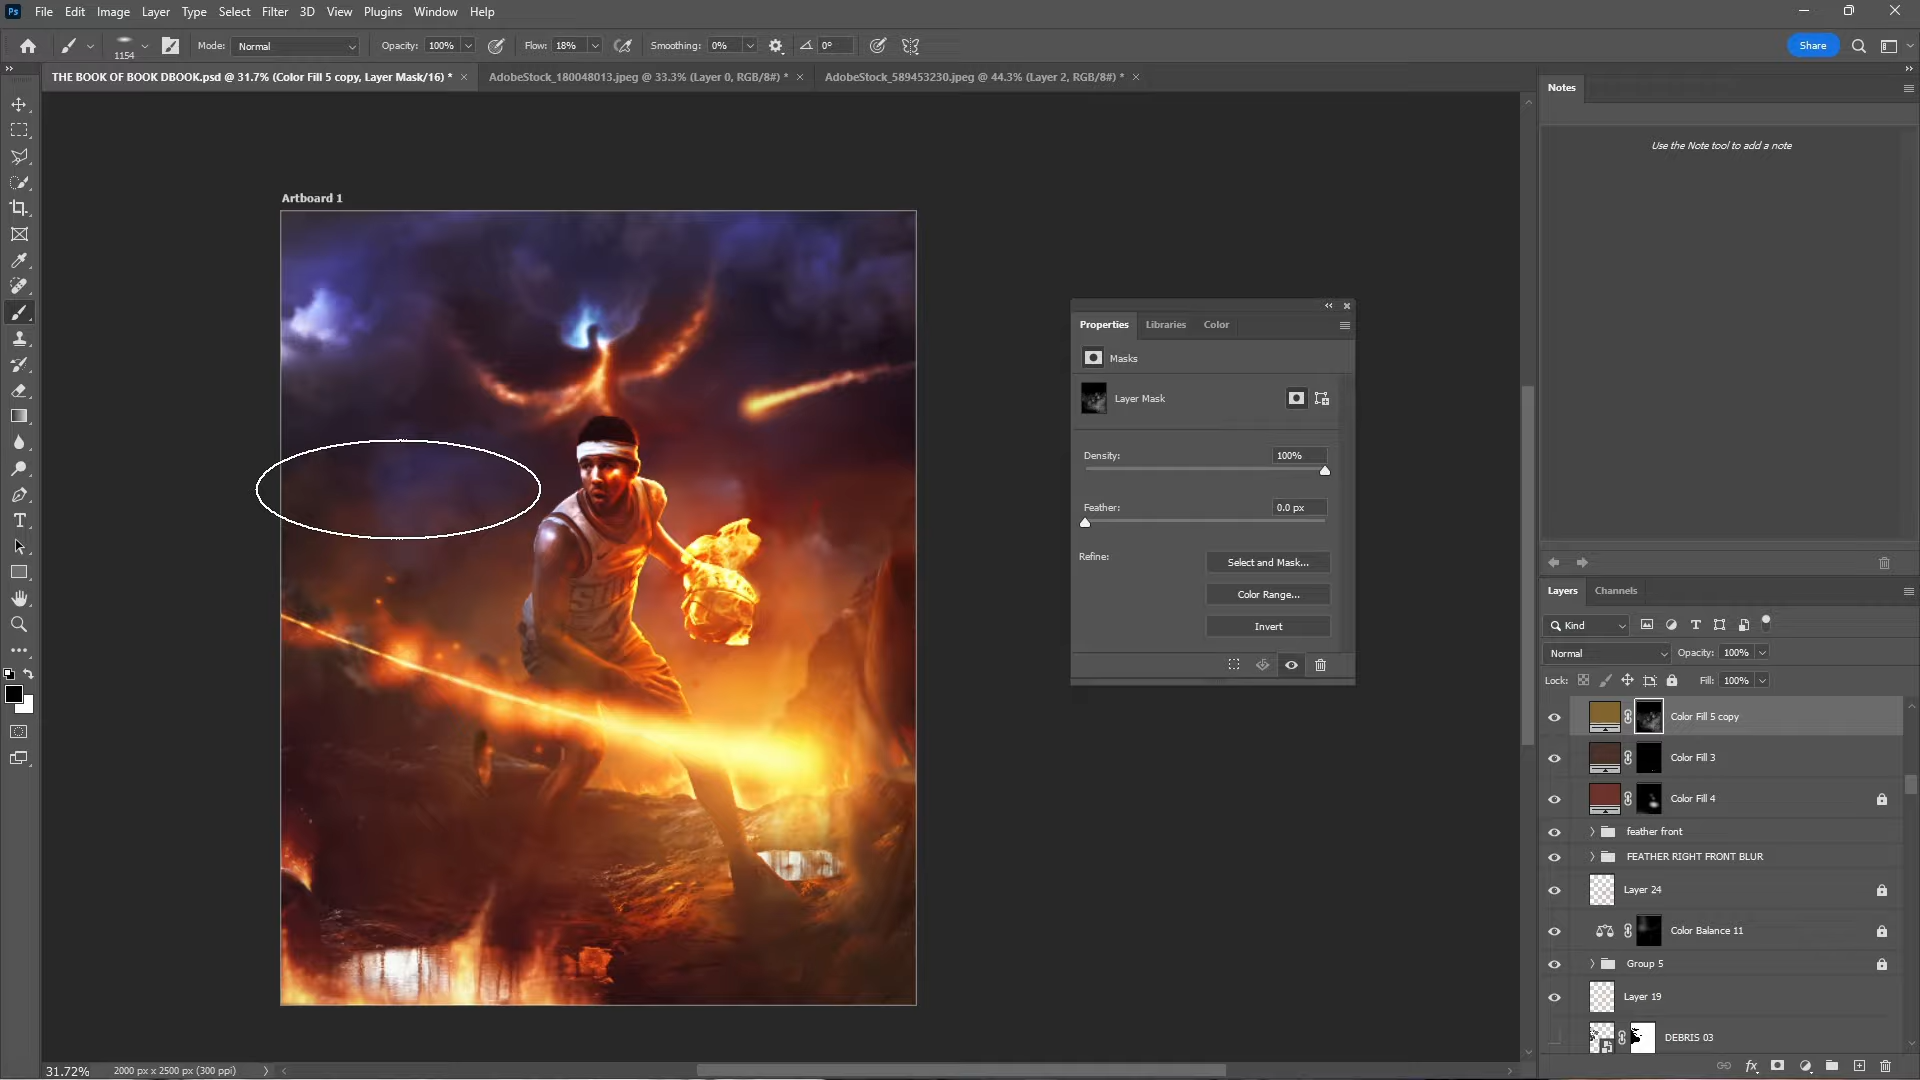 Ps File Edit Image Layer Type Select Filter 3D View Plugins Window Help
1154 Mode: Normal Opacity: 100% Flow: 18% Smoothing: 0% 0° Share
THE BOOK OF BOOK DBOOK.psd @ 31.7% (Color Fill 5 copy, Layer Mask/16) * × AdobeStock_180048013.jpeg @ 33.3% (Layer 0, RGB/8#) * × AdobeStock_589453230.jpeg @ 44.3% (Layer 2, RGB/8#) * ×
Notes
Use the Note tool to add a note
Artboard 1
Properties Libraries Color
Masks
Layer Mask
Density: 100%
Feather: 0.0 px
Refine: Select and Mask...
Color Range...
Invert
Layers Channels
Kind
Normal Opacity: 100%
Lock: Fill: 100%
Color Fill 5 copy
Color Fill 3
Color Fill 4
feather front
FEATHER RIGHT FRONT BLUR
Layer 24
Color Balance 11
Group 5
Layer 19
DEBRIS 03
31.72% 2000 px x 2500 px (300 ppi)
fx